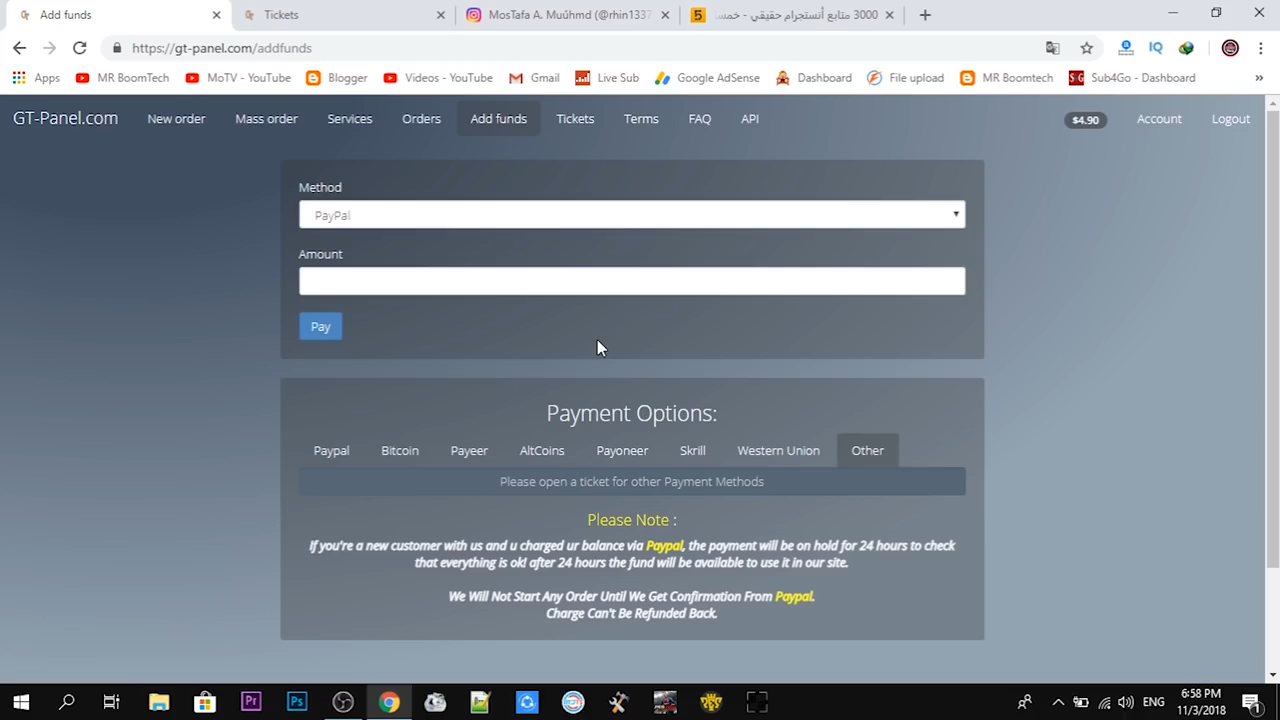 Add funds
Tickets
MosTafa A. Muúhmd (@rhin1337
3000 متابع أنستجرام حقيقي - خمسا
https://gt-panel.com/addfunds
Apps MR BoomTech MoTV - YouTube Blogger Videos - YouTube Gmail Live Sub Google AdSense Dashboard File upload MR Boomtech Sub4Go - Dashboard »
GT-Panel.com New order Mass order Services Orders Add funds Tickets Terms FAQ API $4.90 Account Logout
Method
PayPal
Amount
Pay
Payment Options:
Paypal Bitcoin Payeer AltCoins Payoneer Skrill Western Union Other
Please open a ticket for other Payment Methods
Please Note :
If you're a new customer with us and u charged ur balance via Paypal, the payment will be on hold for 24 hours to check
that everything is ok! after 24 hours the fund will be available to use it in our site.
We Will Not Start Any Order Until We Get Confirmation From Paypal.
Charge Can't Be Refunded Back.
ENG
6:58 PM
11/3/2018